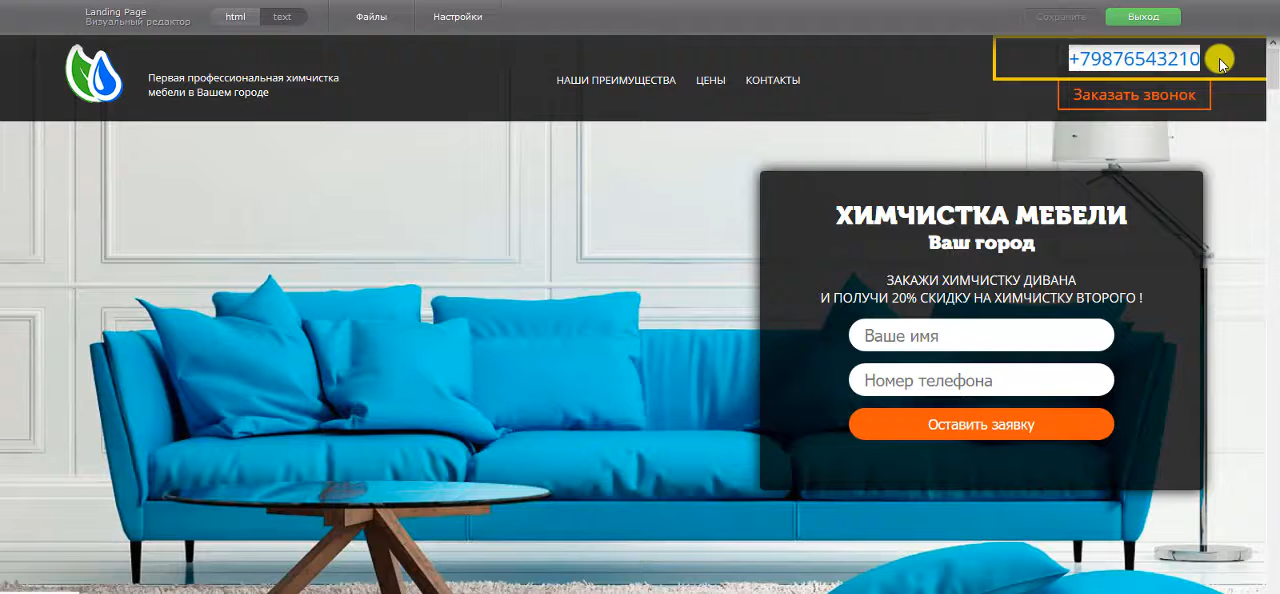 Landing Page
Визуальный редактор
html text
Файлы
Настройки
Сохранить
Выход
Первая профессиональная химчистка
мебели в Вашем городе
НАШИ ПРЕИМУЩЕСТВА ЦЕНЫ КОНТАКТЫ
+79876543210
Заказать звонок
ХИМЧИСТКА МЕБЕЛИ
Ваш город
ЗАКАЖИ ХИМЧИСТКУ ДИВАНА
И ПОЛУЧИ 20% СКИДКУ НА ХИМЧИСТКУ ВТОРОГО !
Ваше имя
Номер телефона
Оставить заявку